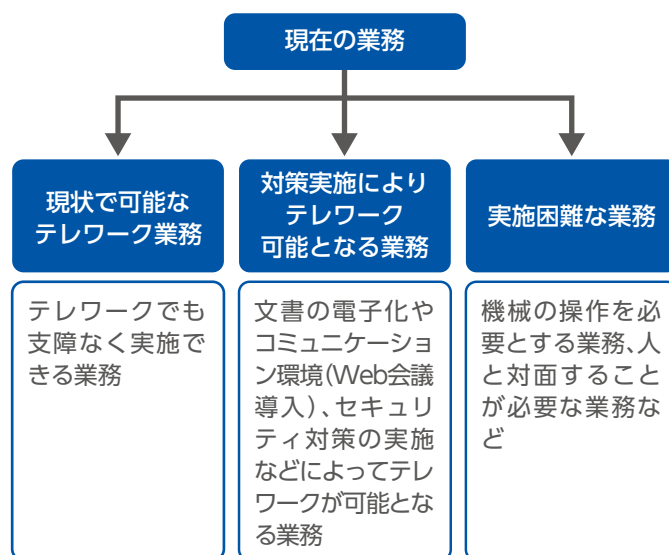 現在の業務
現状で可能な
テレワーク業務
対策実施により
テレワーク
可能となる業務
実施困難な業務
テレワークでも
支障なく実施で
きる業務
文書の電子化や
コミュニケーショ
ン環境(Web会議
導入)、セキュリ
ティ対策の実施
などによってテレ
ワークが可能とな
る業務
機械の操作を必
要とする業務、人
と対面すること
が必要な業務な
ど